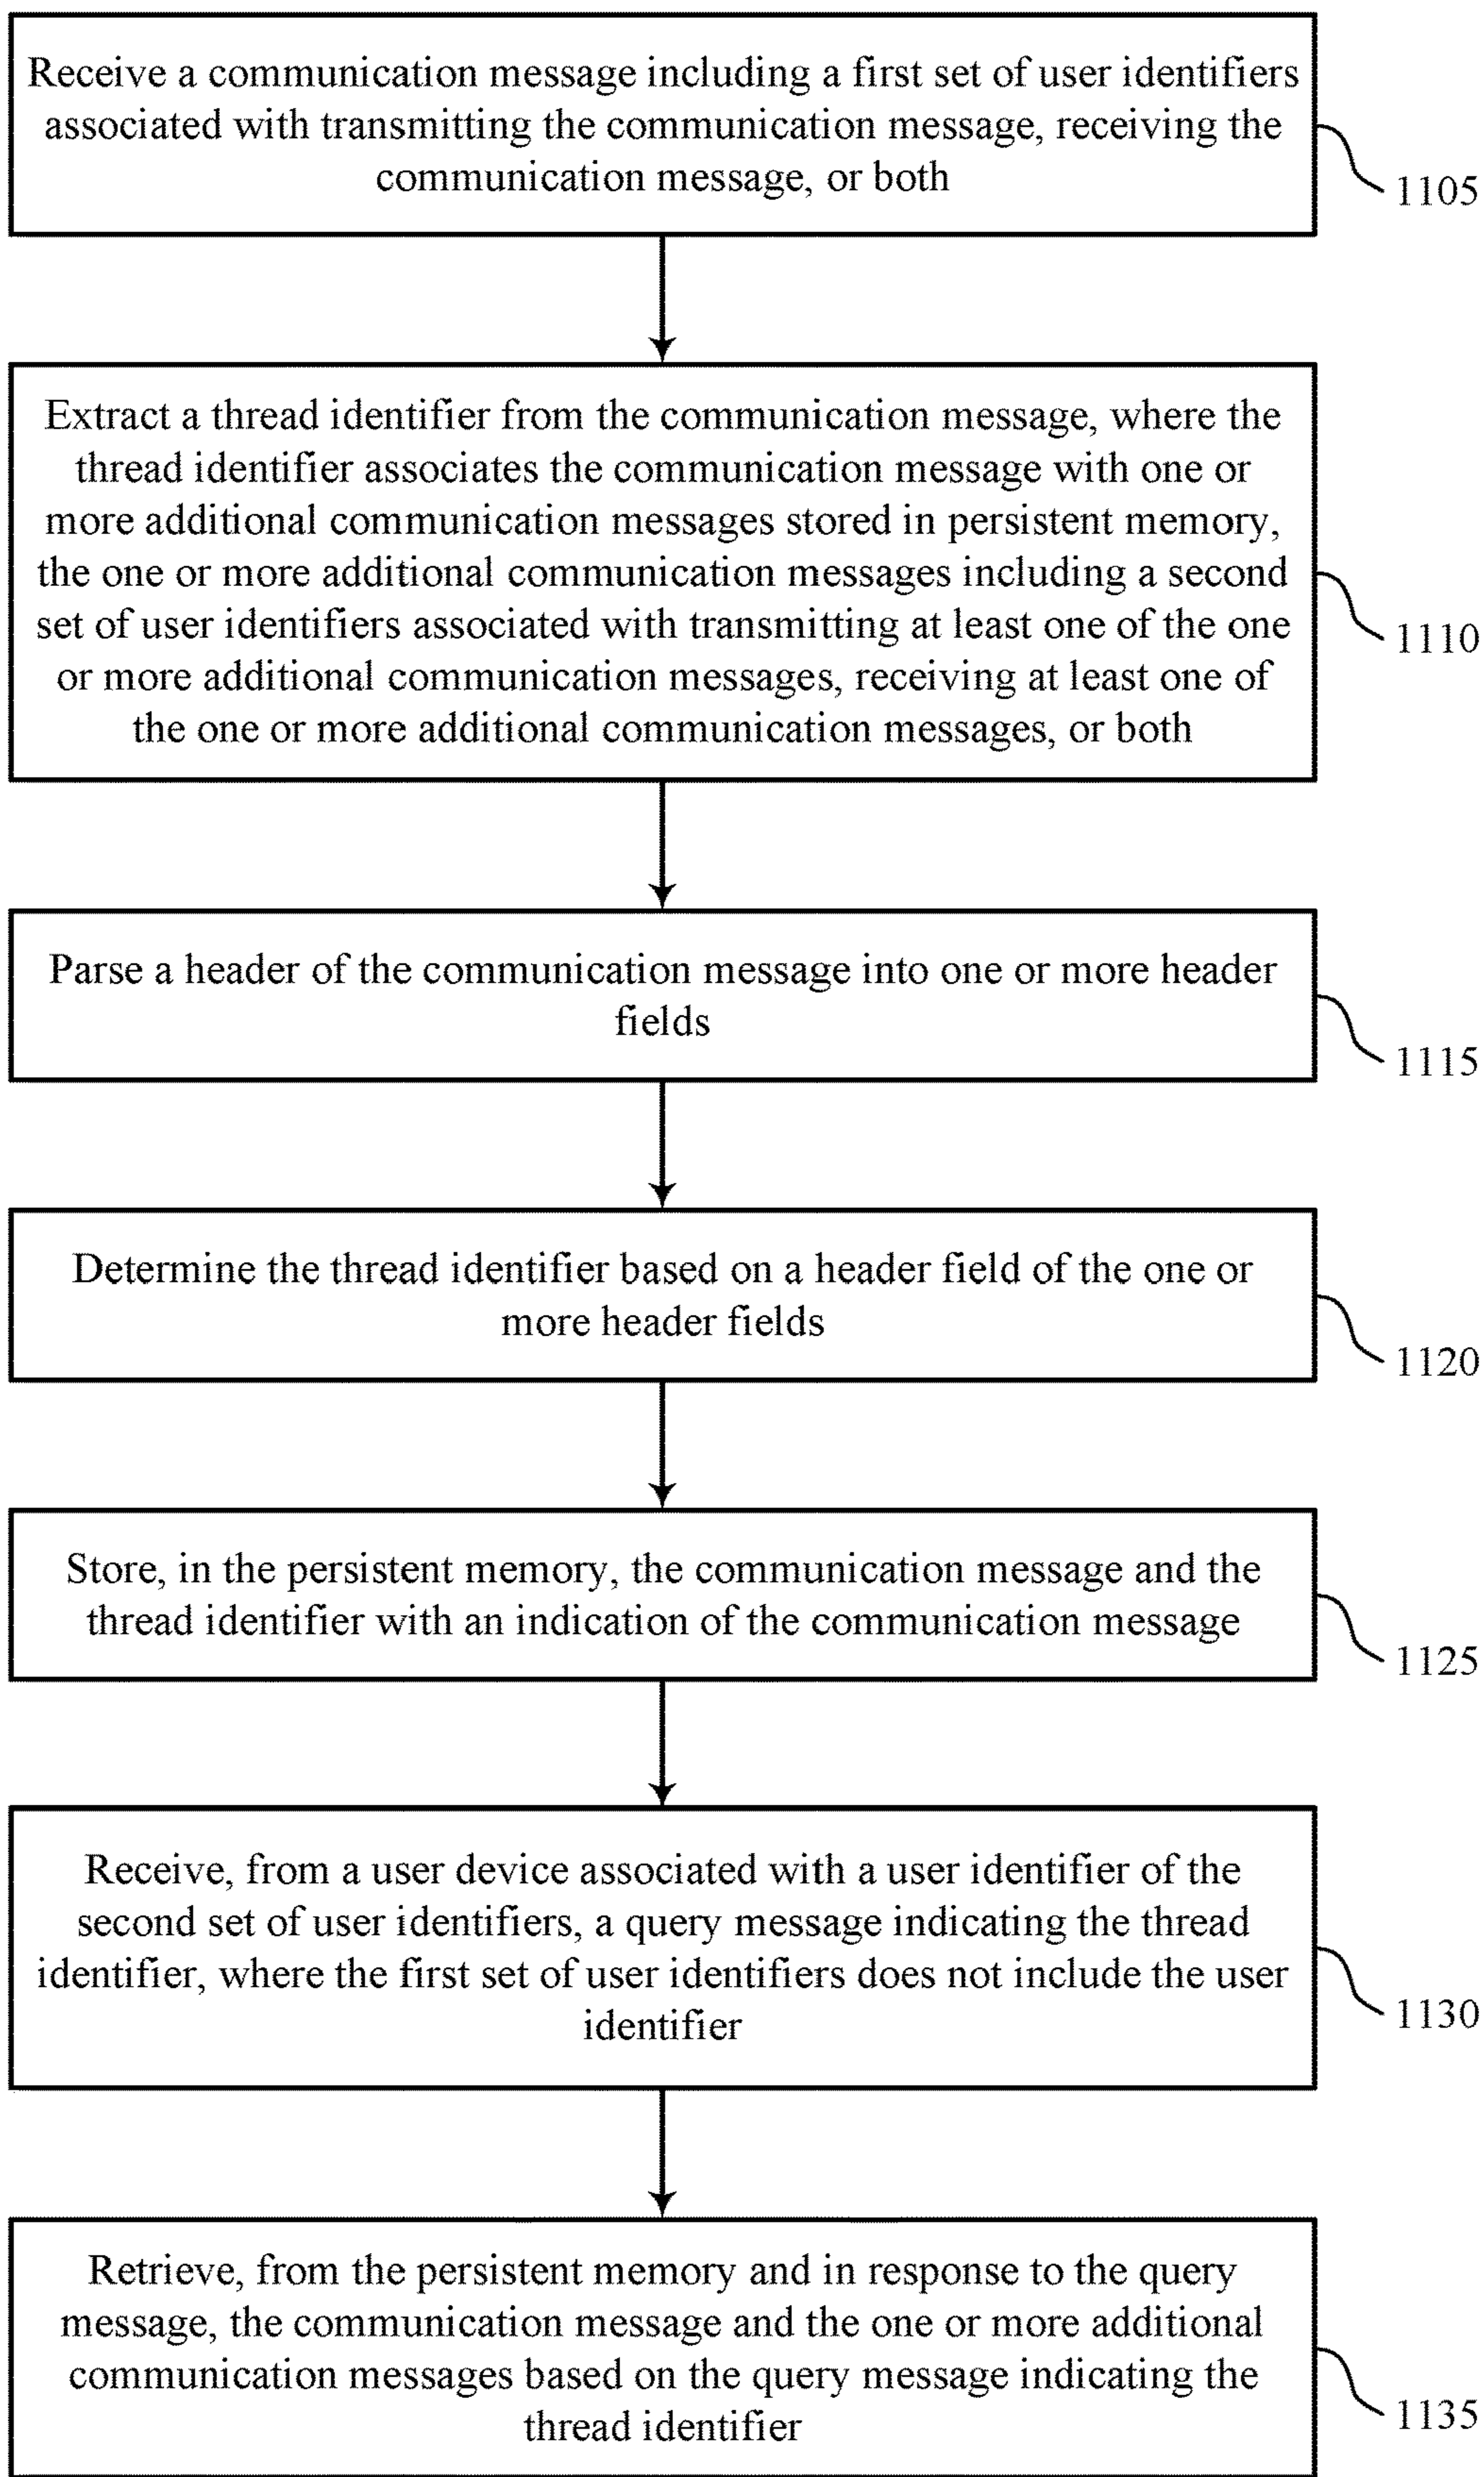 Receive a communication message including a first set of user identifiers
associated with transmitting the communication message, receiving the
communication message, or both
1105
Extract a thread identifier from the communication message, where the
thread identifier associates the communication message with one or
more additional communication messages stored in persistent memory,
the one or more additional communication messages including a second
set of user identifiers associated with transmitting at least one of the one
or more additional communication messages, receiving at least one of
the one or more additional communication messages, or both
1110
Parse a header of the communication message into one or more header
fields
1115
Determine the thread identifier based on a header field of the one or
more header fields
1120
Store, in the persistent memory, the communication message and the
thread identifier with an indication of the communication message
1125
Receive, from a user device associated with a user identifier of the
second set of user identifiers, a query message indicating the thread
identifier, where the first set of user identifiers does not include the user
identifier
1130
Retrieve, from the persistent memory and in response to the query
message, the communication message and the one or more additional
communication messages based on the query message indicating the
thread identifier
1135